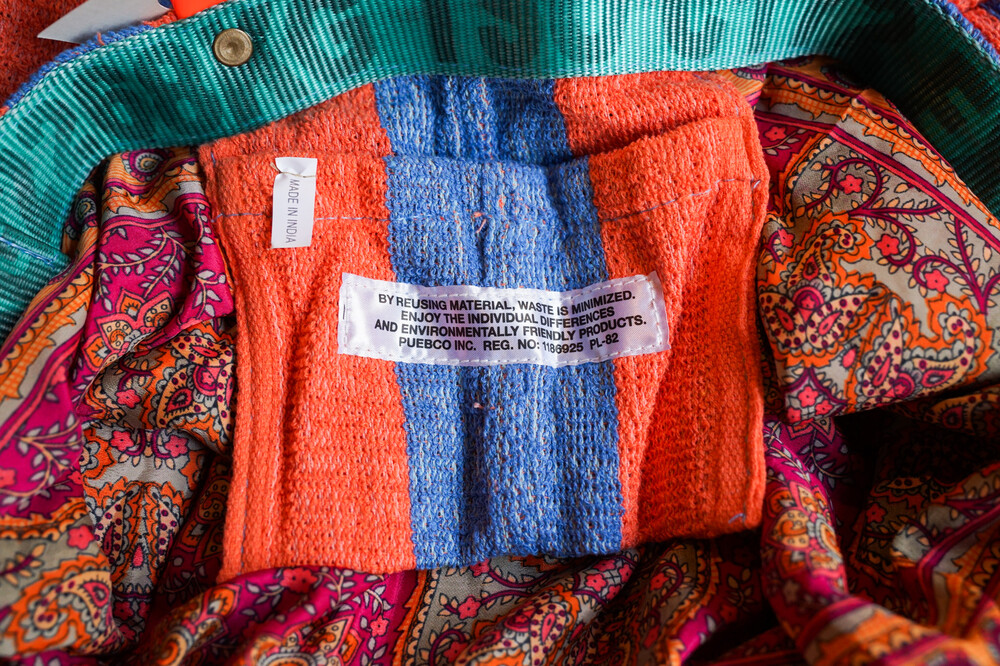 MADE IN INDIA
BY REUSING MATERIAL, WASTE IS MINIMIZED.
ENJOY THE INDIVIDUAL DIFFERENCES
AND ENVIRONMENTALLY FRIENDLY PRODUCTS.
PUEBCO INC. REG. NO: 1186925 PL-82